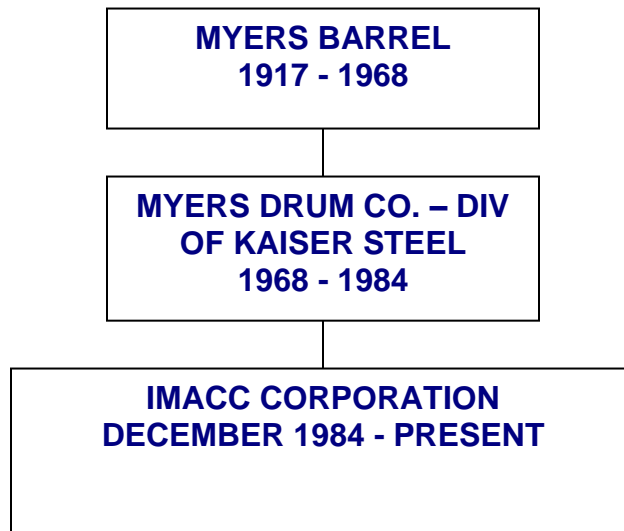 MYERS BARREL
1917 - 1968
MYERS DRUM CO. – DIV
OF KAISER STEEL
1968 - 1984
IMACC CORPORATION
DECEMBER 1984 - PRESENT